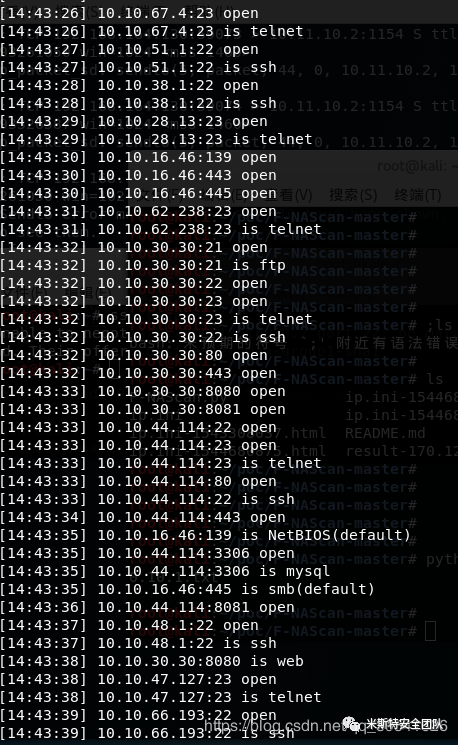 [14:43:26] 10.10.67.4:23 open
[14:43:26] 10.10.67.4:23 is telnet
[14:43:27] 10.10.51.1:22 open
[14:43:27] 10.10.51.1:22 is ssh
[14:43:28] 10.10.38.1:22 open
[14:43:28] 10.10.38.1:22 is ssh
[14:43:29] 10.10.28.13:23 open
[14:43:29] 10.10.28.13:23 is telnet
[14:43:30] 10.10.16.46:139 open
[14:43:30] 10.10.16.46:443 open
[14:43:30] 10.10.16.46:445 open
[14:43:31] 10.10.62.238:23 open
[14:43:31] 10.10.62.238:23 is telnet
[14:43:32] 10.10.30.30:21 open
[14:43:32] 10.10.30.30:21 is ftp
[14:43:32] 10.10.30.30:22 open
[14:43:32] 10.10.30.30:23 open
[14:43:32] 10.10.30.30:23 is telnet
[14:43:32] 10.10.30.30:22 is ssh
[14:43:32] 10.10.30.30:80 open
[14:43:32] 10.10.30.30:443 open
[14:43:33] 10.10.30.30:8080 open
[14:43:33] 10.10.30.30:8081 open
[14:43:33] 10.10.44.114:22 open
[14:43:33] 10.10.44.114:23 open
[14:43:33] 10.10.44.114:23 is telnet
[14:43:33] 10.10.44.114:80 open
[14:43:33] 10.10.44.114:22 is ssh
[14:43:34] 10.10.44.114:443 open
[14:43:35] 10.10.16.46:139 is NetBIOS(default)
[14:43:35] 10.10.44.114:3306 open
[14:43:35] 10.10.44.114:3306 is mysql
[14:43:35] 10.10.16.46:445 is smb(default)
[14:43:36] 10.10.44.114:8081 open
[14:43:37] 10.10.48.1:22 open
[14:43:37] 10.10.48.1:22 is ssh
[14:43:38] 10.10.30.30:8080 is web
[14:43:38] 10.10.47.127:23 open
[14:43:38] 10.10.47.127:23 is telnet
[14:43:39] 10.10.66.193:22 open
[14:43:39] 10.10.66.193:22 is ssh
米斯特安全团队